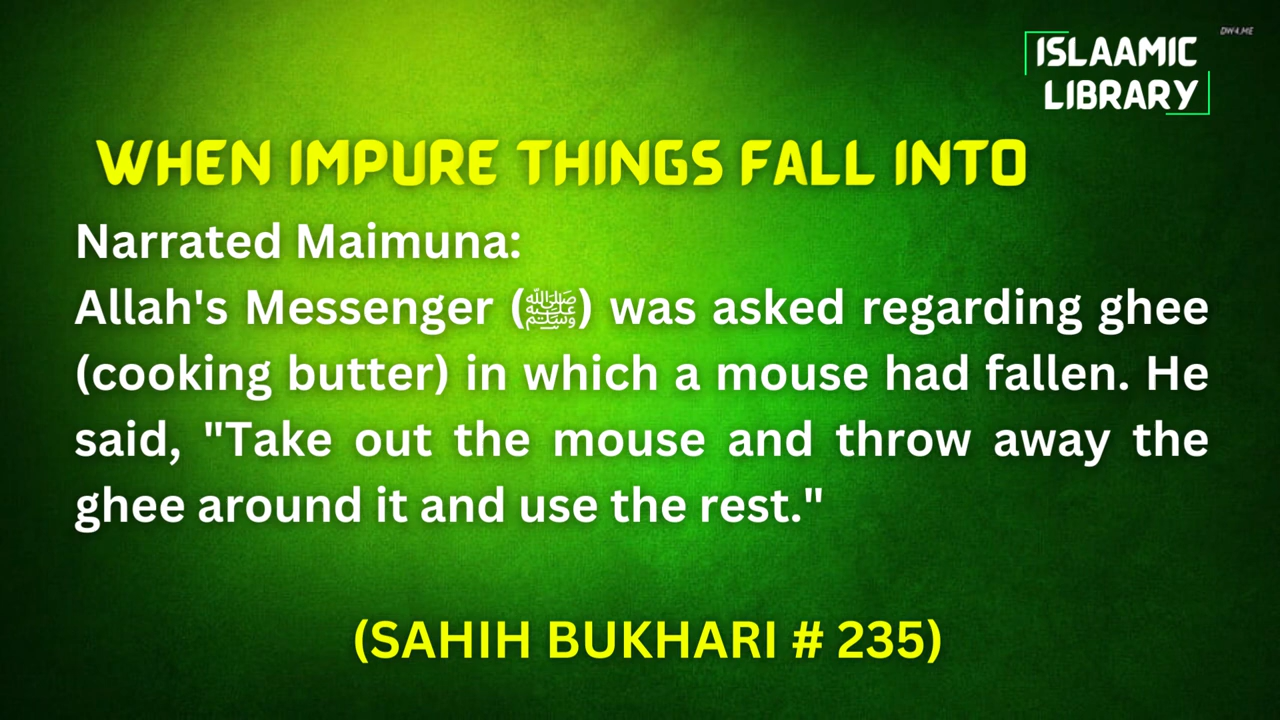 DW4.ME
ISLAAMIC
LIBRARY
WHEN IMPURE THINGS FALL INTO
Narrated Maimuna:
Allah's Messenger (ﷺ) was asked regarding ghee
(cooking butter) in which a mouse had fallen. He
said, "Take out the mouse and throw away the
ghee around it and use the rest."
(SAHIH BUKHARI # 235)